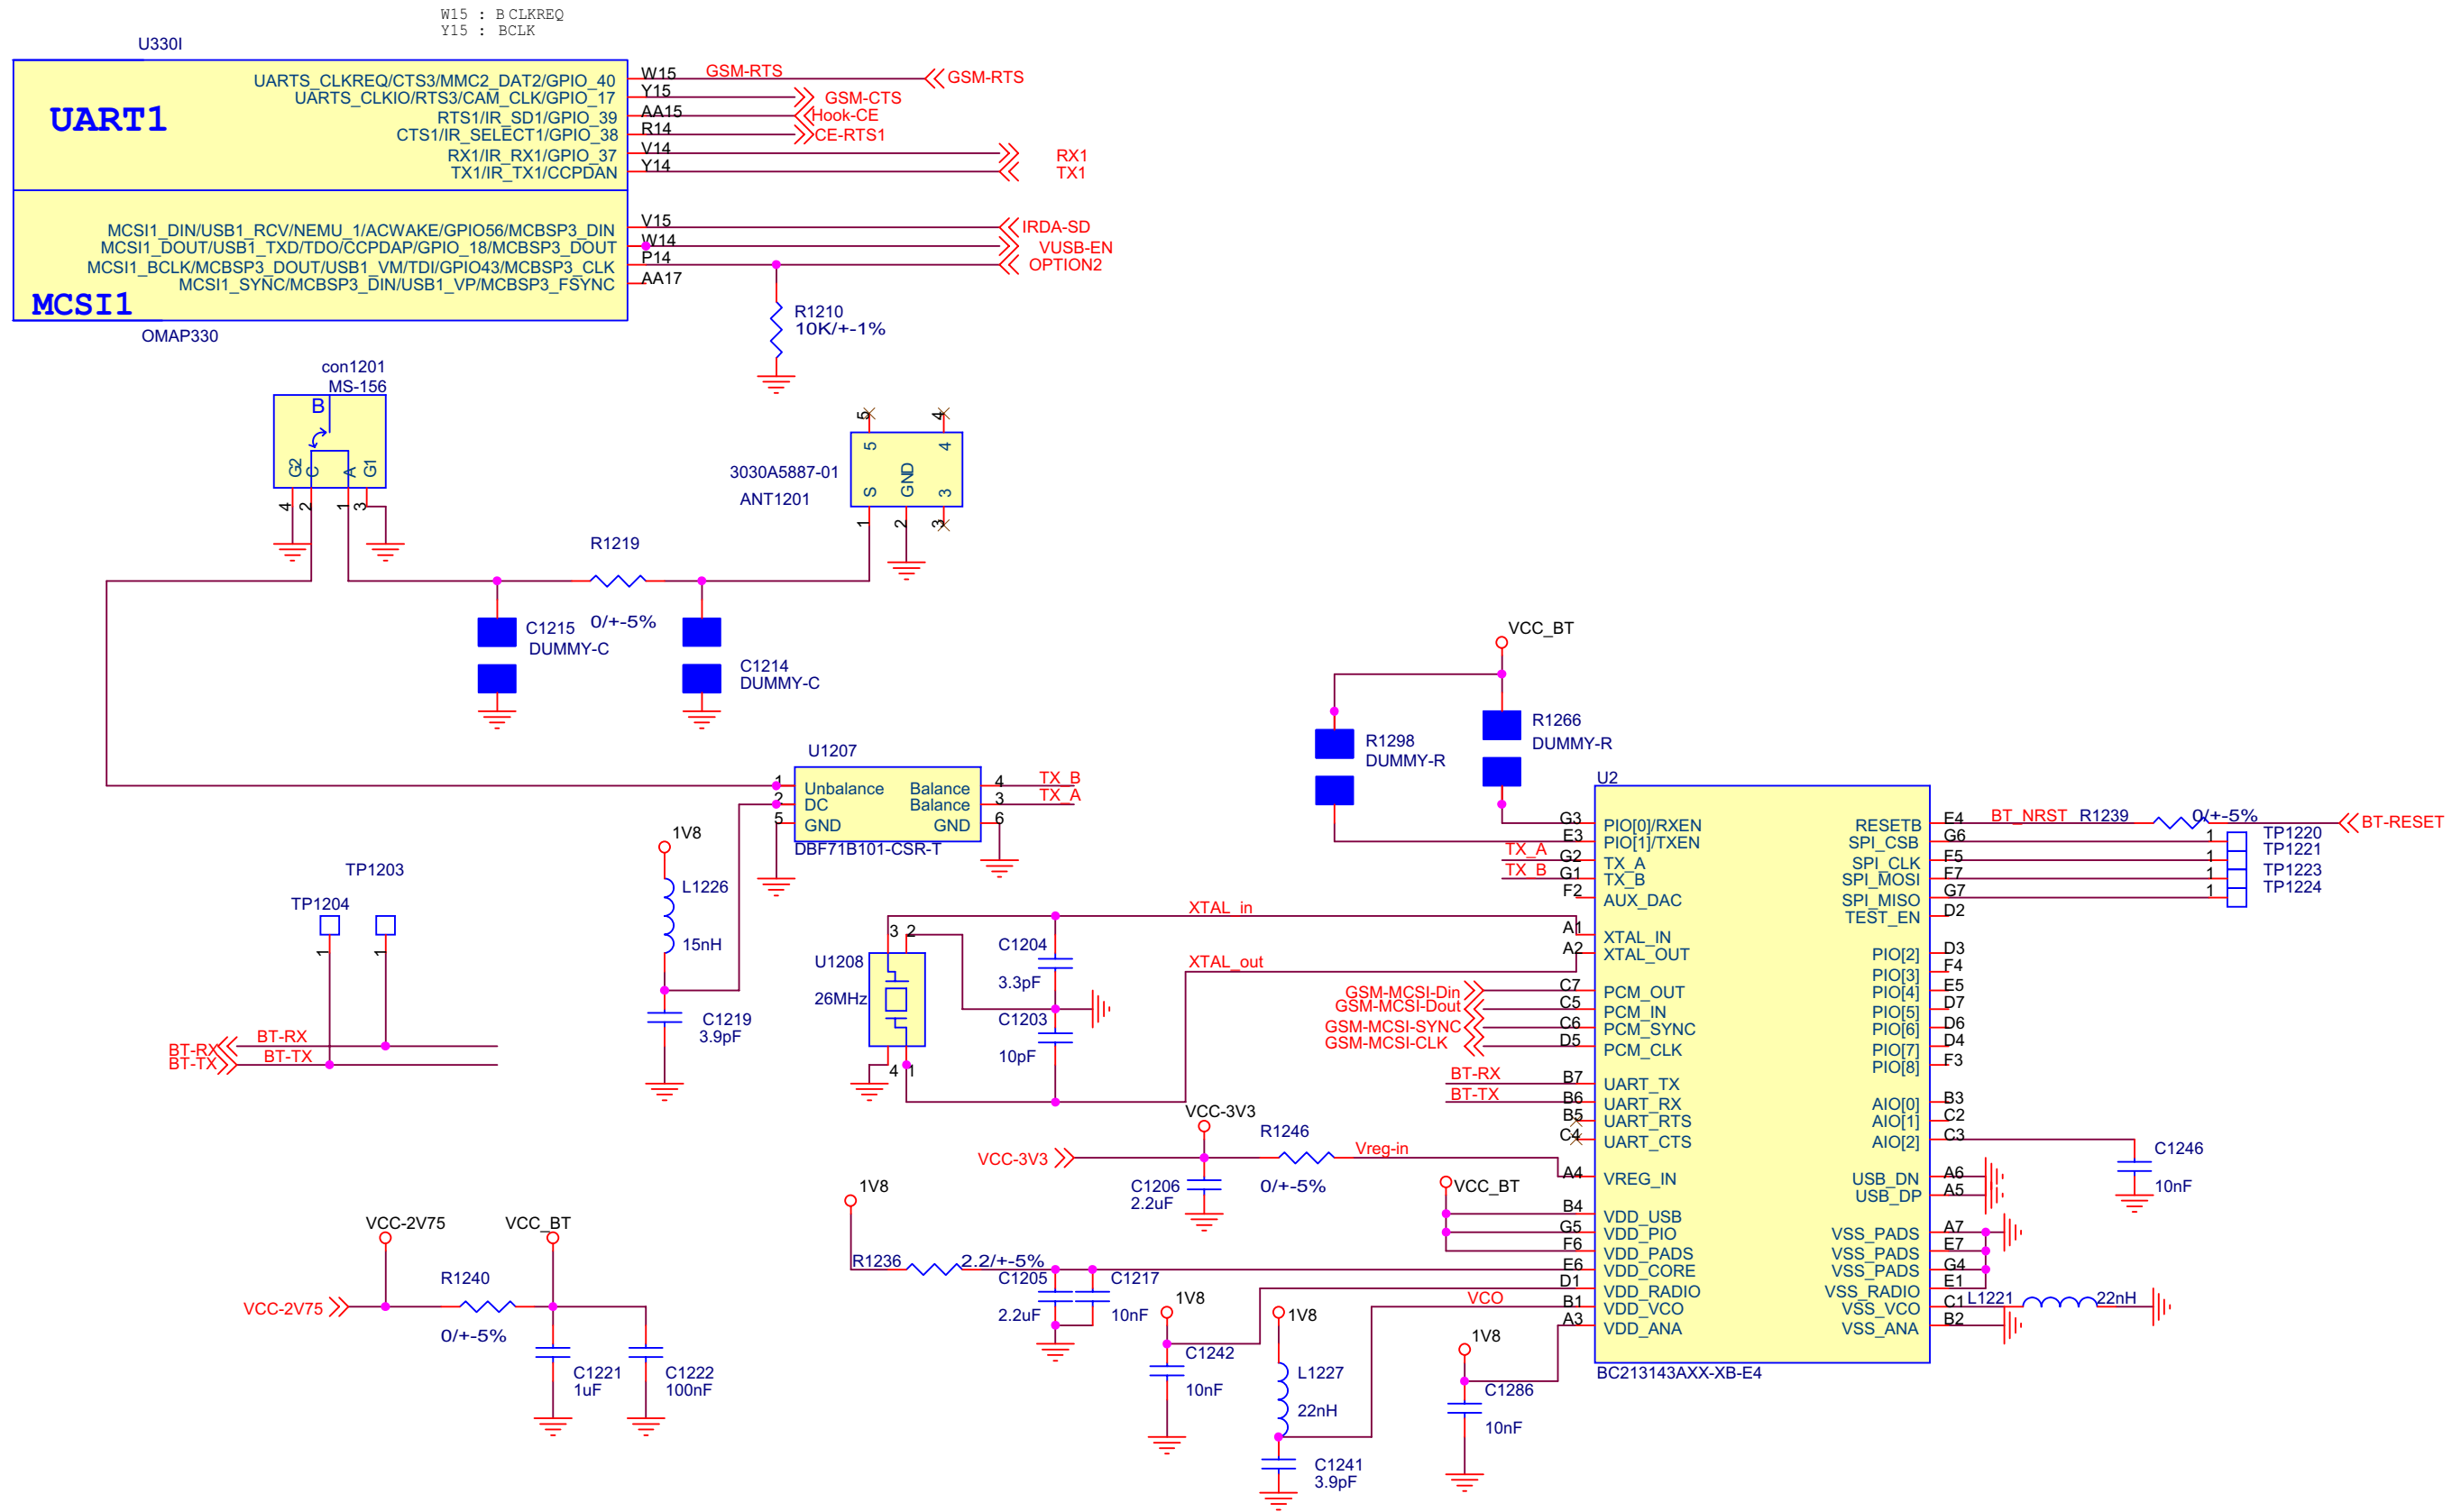 W15 : B CLKREQ
Y15 : BCLK
U330I
UART1
UARTS_CLKREQ/CTS3/MMC2_DAT2/GPIO_40 W15 GSM-RTS GSM-RTS
UARTS_CLKIO/RTS3/CAM_CLK/GPIO_17 Y15 GSM-CTS
RTS1/IR_SD1/GPIO_39 AA15 Hook-CE
CTS1/IR_SELECT1/GPIO_38 R14 CE-RTS1
RX1/IR_RX1/GPIO_37 V14 RX1
TX1/IR_TX1/CCPDAN Y14 TX1
MCSI1_DIN/USB1_RCV/NEMU_1/ACWAKE/GPIO56/MCBSP3_DIN V15 IRDA-SD
MCSI1_DOUT/USB1_TXD/TDO/CCPDAP/GPIO_18/MCBSP3_DOUT W14 VUSB-EN
MCSI1_BCLK/MCBSP3_DOUT/USB1_VM/TDI/GPIO43/MCBSP3_CLK P14 OPTION2
MCSI1_SYNC/MCBSP3_DIN/USB1_VP/MCBSP3_FSYNC AA17
MCSI1
OMAP330
R1210
10K/+-1%
con1201
MS-156
B
G2 C A G1
4 2 1 3
5 4
5 4
S GND 3
1 2 3
3030A5887-01
ANT1201
R1219
0/+-5%
C1215
DUMMY-C
C1214
DUMMY-C
U1207
1 Unbalance Balance 4 TX_B
2 DC Balance 3 TX_A
5 GND GND 6
DBF71B101-CSR-T
1V8
L1226
15nH
C1219
3.9pF
TP1203
TP1204
1 1
BT-RX BT-RX
BT-TX BT-TX
3 2
U1208
26MHz
4 1
XTAL_in
XTAL_out
C1204
3.3pF
C1203
10pF
VCC_BT
R1298
DUMMY-R
R1266
DUMMY-R
U2
G3 PIO[0]/RXEN
E3 PIO[1]/TXEN
TX_A G2 TX_A
TX_B G1 TX_B
F2 AUX_DAC
A1 XTAL_IN
A2 XTAL_OUT
GSM-MCSI-Din C7 PCM_OUT
GSM-MCSI-Dout C5 PCM_IN
GSM-MCSI-SYNC C6 PCM_SYNC
GSM-MCSI-CLK D5 PCM_CLK
BT-RX B7 UART_TX
BT-TX B6 UART_RX
B5 UART_RTS
C4 UART_CTS
A4 VREG_IN
B4 VDD_USB
G5 VDD_PIO
F6 VDD_PADS
E6 VDD_CORE
D1 VDD_RADIO
VCO B1 VDD_VCO
A3 VDD_ANA
RESETB E4 BT_NRST R1239 0/+-5% BT-RESET
SPI_CSB G6 1 TP1220
SPI_CLK F5 1 TP1221
SPI_MOSI F7 1 TP1223
SPI_MISO G7 1 TP1224
TEST_EN D2
PIO[2] D3
PIO[3] F4
PIO[4] E5
PIO[5] D7
PIO[6] D6
PIO[7] D4
PIO[8] F3
AIO[0] B3
AIO[1] C2
AIO[2] C3
C1246
10nF
USB_DN A6
USB_DP A5
VSS_PADS A7
VSS_PADS E7
VSS_PADS G4
VSS_RADIO E1
VSS_VCO C1 L1221 22nH
VSS_ANA B2
BC213143AXX-XB-E4
VCC-3V3
VCC-3V3
R1246
0/+-5%
Vreg-in
C1206
2.2uF
VCC_BT
1V8
R1236 2.2/+-5%
C1205
2.2uF
C1217
10nF
1V8
C1242
10nF
1V8
L1227
22nH
C1241
3.9pF
1V8
C1286
10nF
VCC-2V75 VCC_BT
R1240
VCC-2V75
0/+-5%
C1221
1uF
C1222
100nF